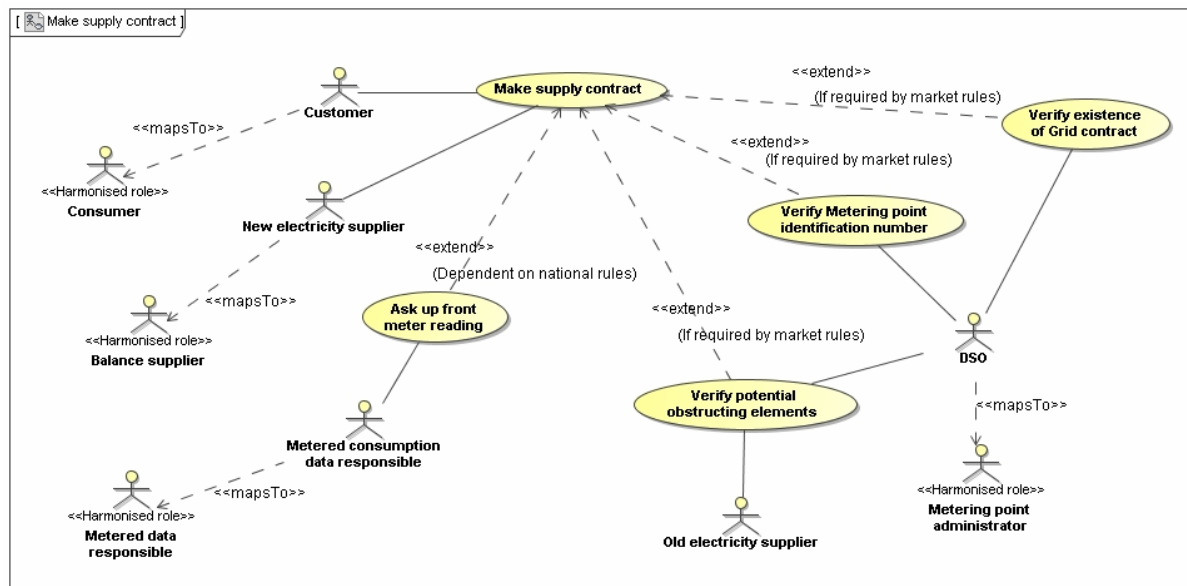 [ Make supply contract ]
<<extend>>
Make supply contract
(If required by market rules)
Customer
Verify existence
of Grid contract
<<mapsTo>>
<<extend>>
(If required by market rules)
<<Harmonised role>>
Consumer
Verify Metering point
identification number
New electricity supplier
<<extend>>
(Dependent on national rules)
<<mapsTo>>
<<extend>>
Ask up front
meter reading
(If required by market rules)
<<Harmonised role>>
Balance supplier
DSO
Verify potential
obstructing elements
<<mapsTo>>
Metered consumption
data responsible
<<mapsTo>>
<<Harmonised role>>
Metering point
administrator
<<Harmonised role>>
Metered data
responsible
Old electricity supplier